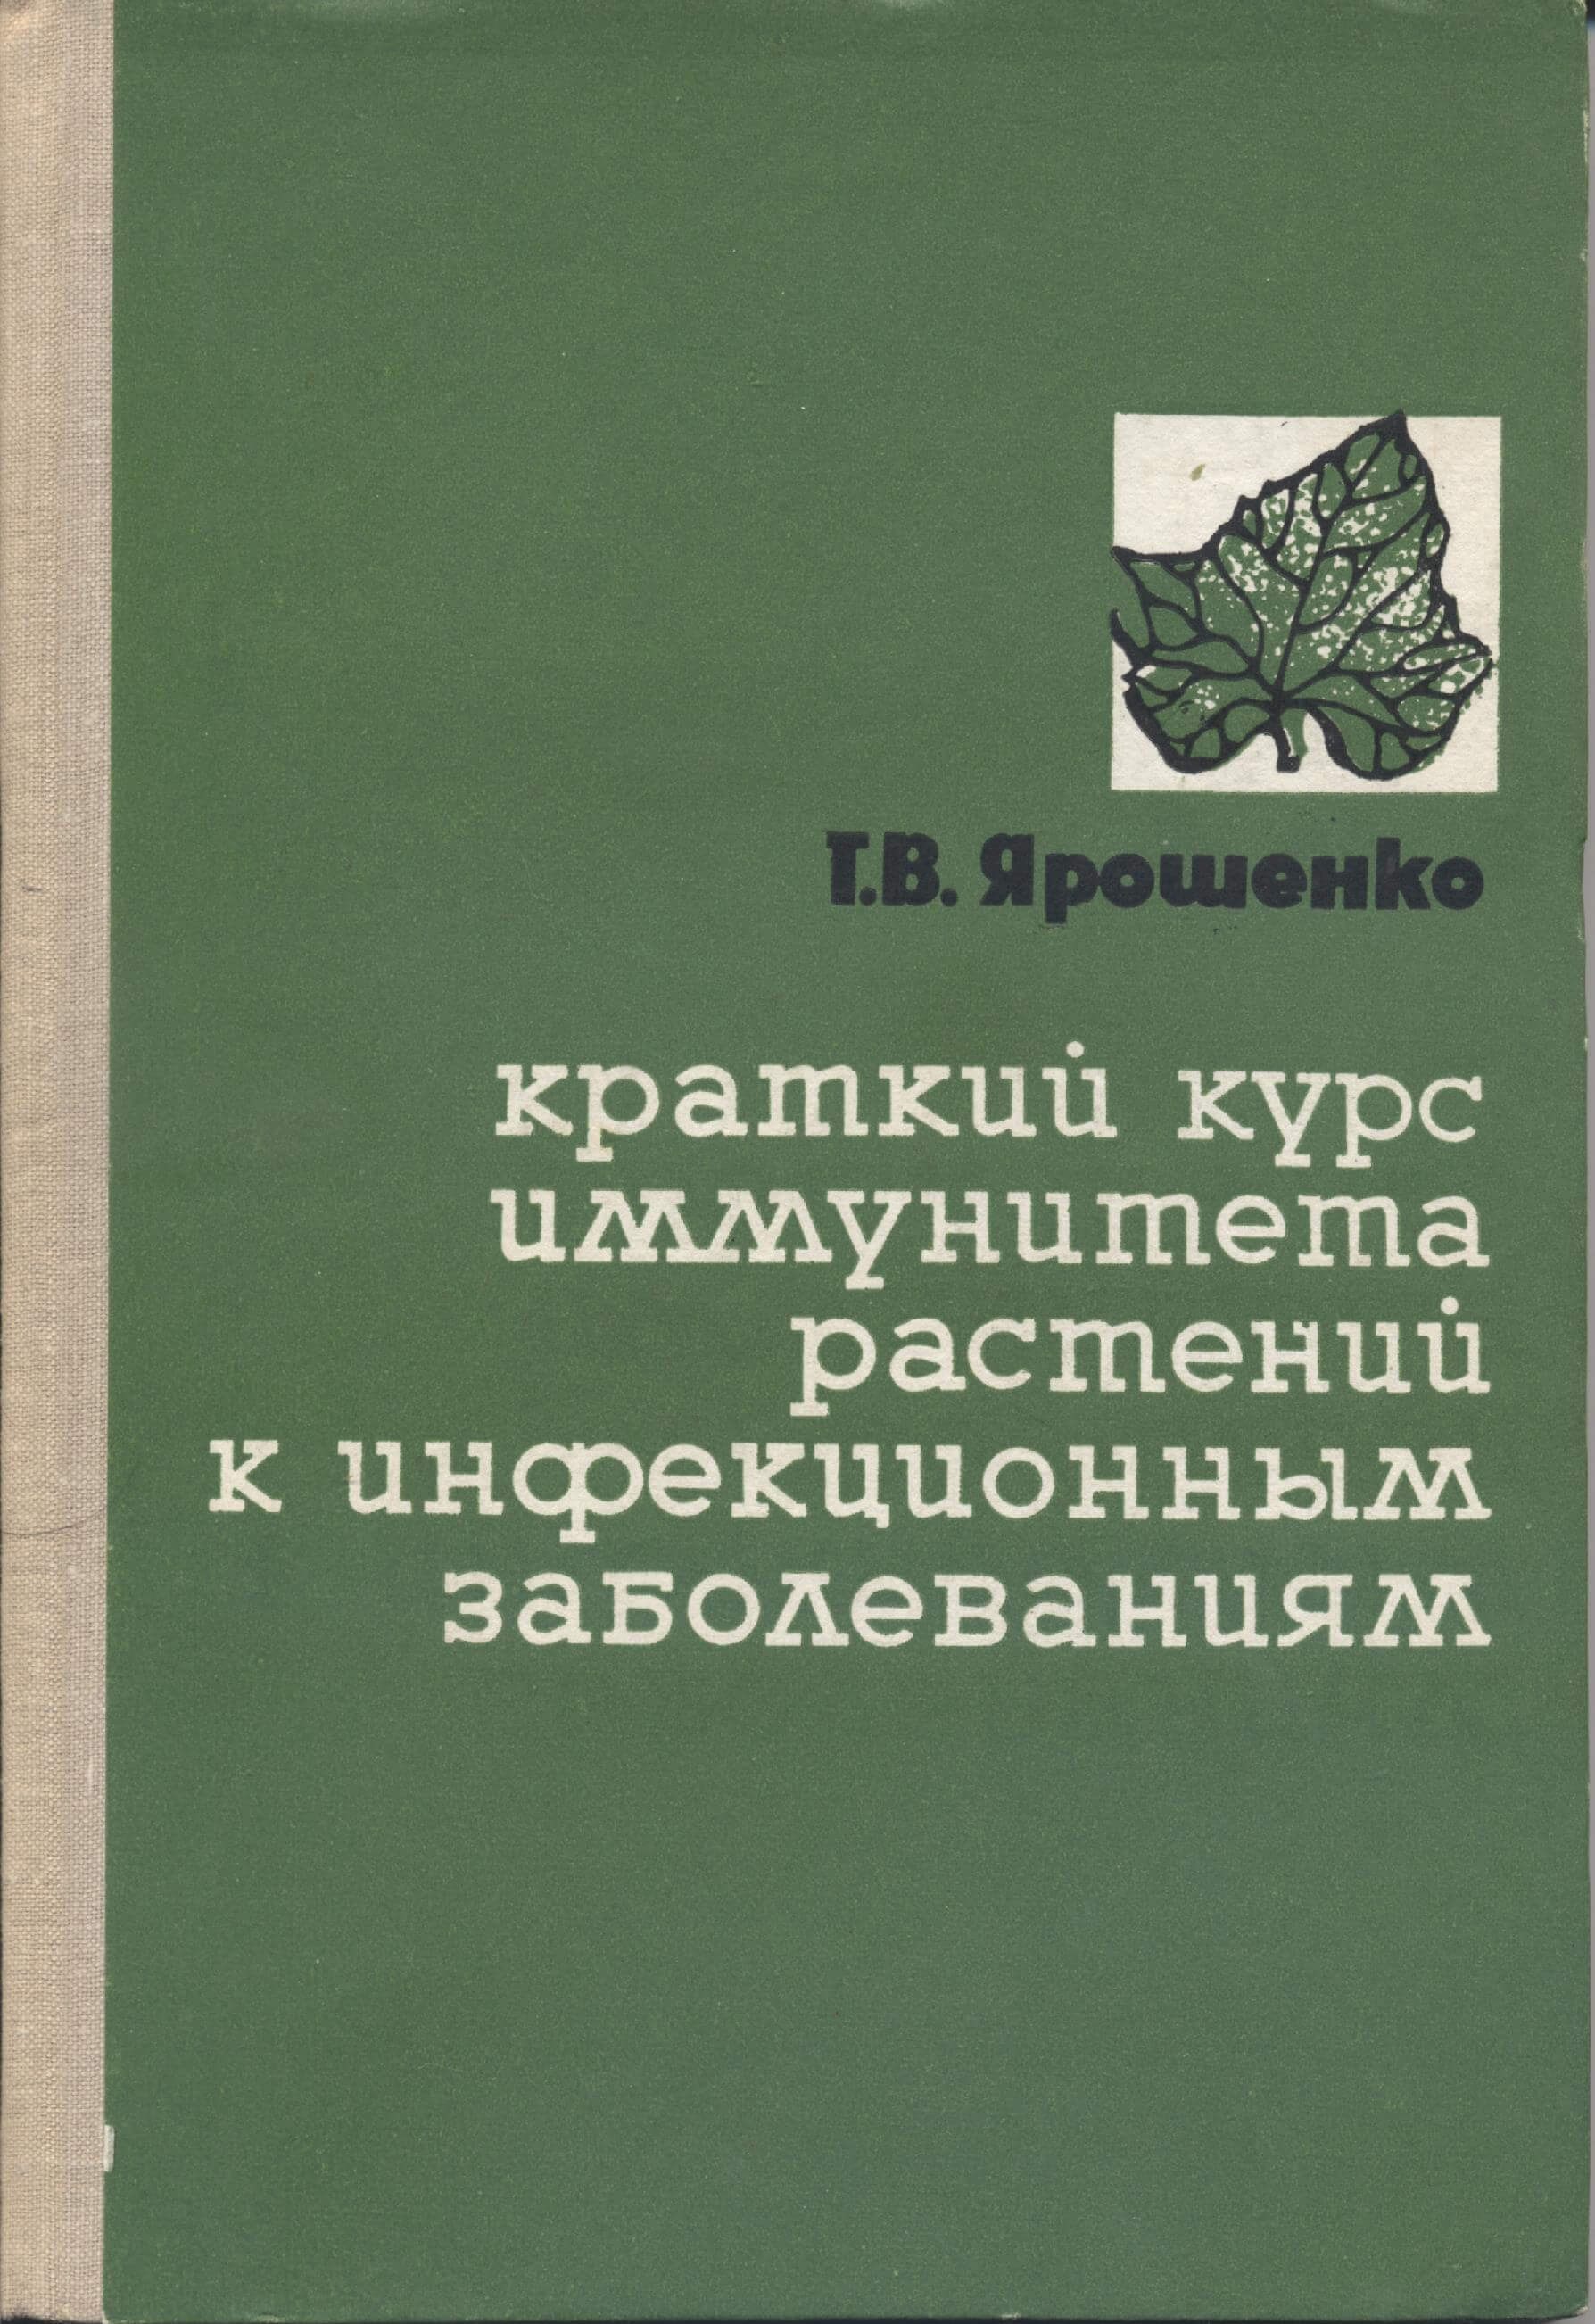 Т.В. Ярошенко
краткий курс
иммунитета
растений
к инфекционным
заболеваниям